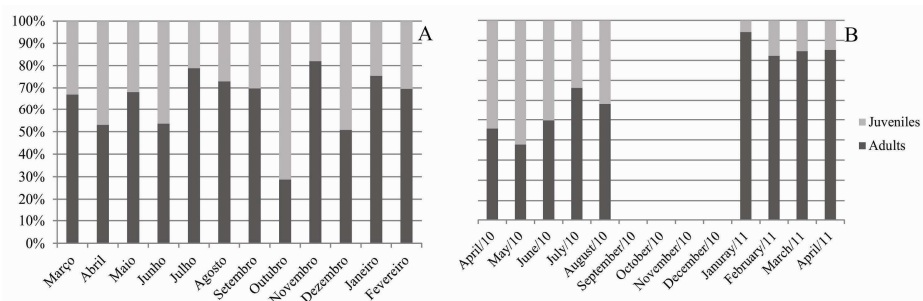 100%
90%
80%
70%
60%
50%
40%
30%
20%
10%
0%
A
Março
Abril
Maio
Junho
Julho
Agosto
Setembro
Outubro
Novembro
Dezembro
Janeiro
Fevereiro
B
April/10
May/10
June/10
July/10
August/10
September/10
October/10
November/10
December/10
Januray/11
February/11
March/11
April/11
Juveniles
Adults